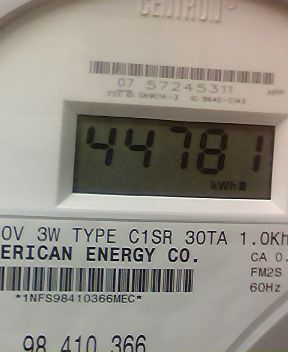 CENTRON
07 57245311
44781
kWh
0V 3W TYPE C1SR 30TA 1.0Kh
ERICAN ENERGY CO.
CA 0.
FM2S
60Hz
*1NFS98410366MEC*
98 410 366